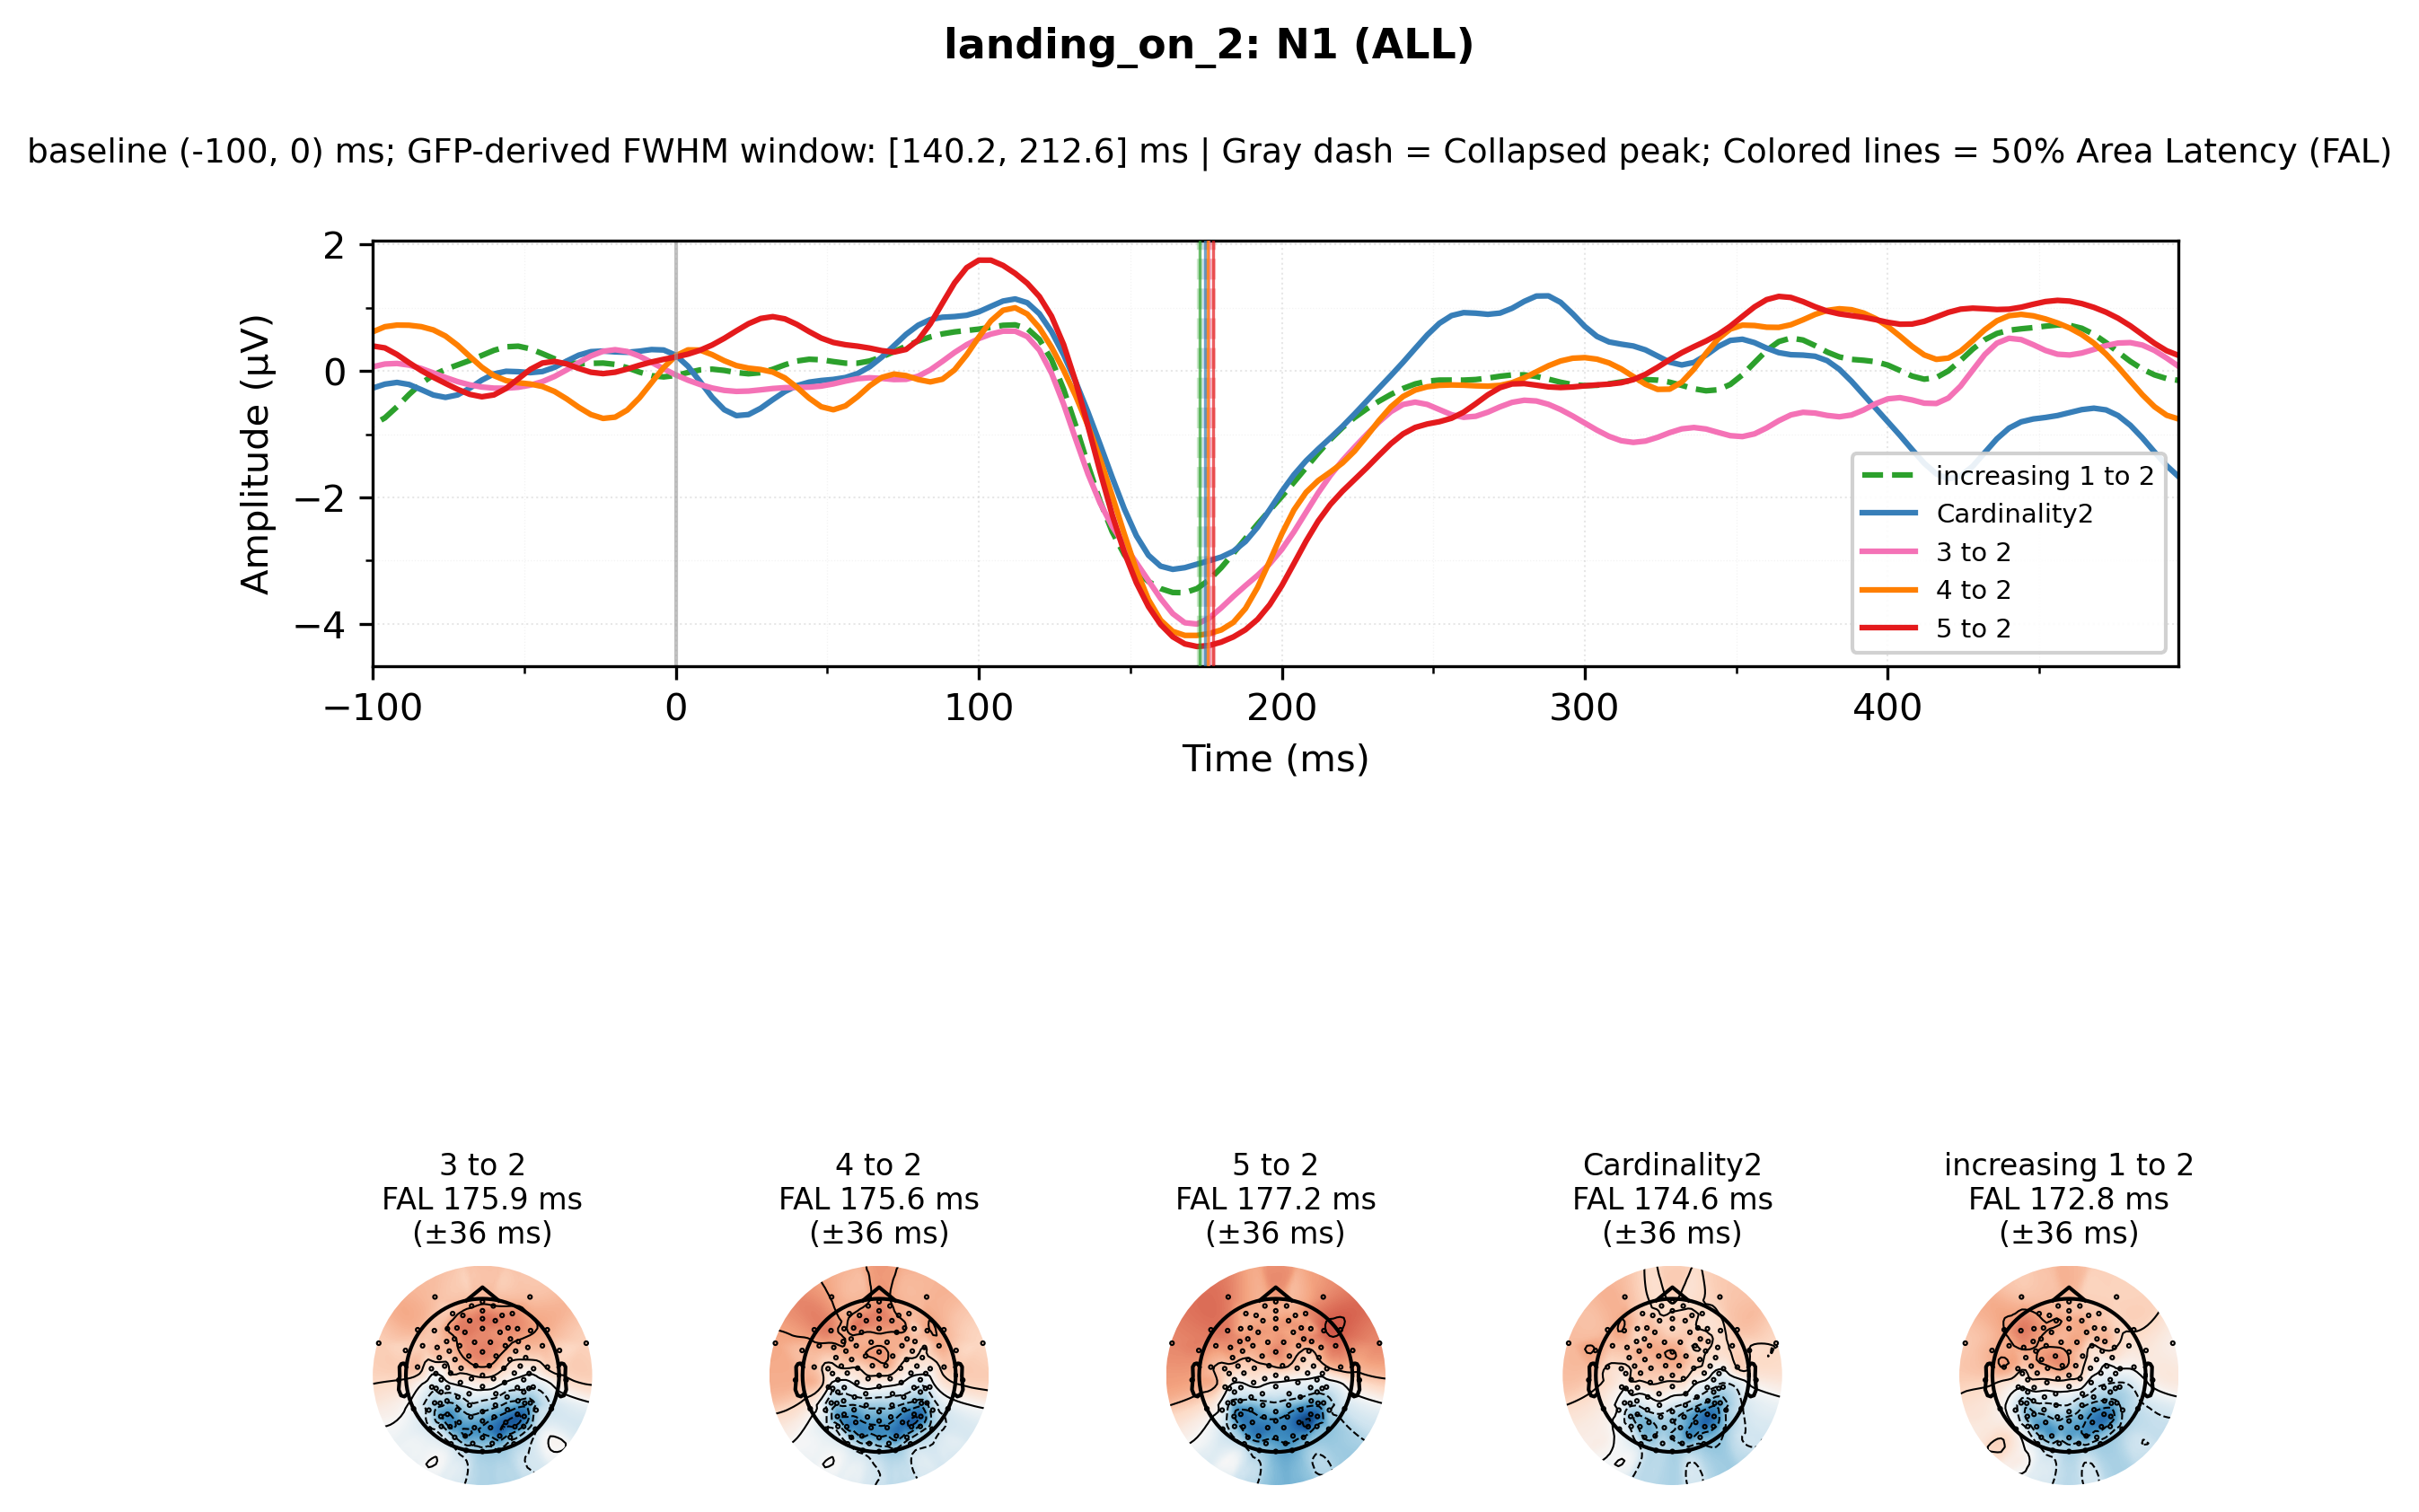 landing_on_2: N1 (ALL)
baseline (-100, 0) ms; GFP-derived FWHM window: [140.2, 212.6] ms | Gray dash = Collapsed peak; Colored lines = 50% Area Latency (FAL)
Amplitude (µV)
2
0
−2
−4
increasing 1 to 2
Cardinality2
3 to 2
4 to 2
5 to 2
−100 0 100 200 300 400
Time (ms)
3 to 2
FAL 175.9 ms
(±36 ms)
4 to 2
FAL 175.6 ms
(±36 ms)
5 to 2
FAL 177.2 ms
(±36 ms)
Cardinality2
FAL 174.6 ms
(±36 ms)
increasing 1 to 2
FAL 172.8 ms
(±36 ms)